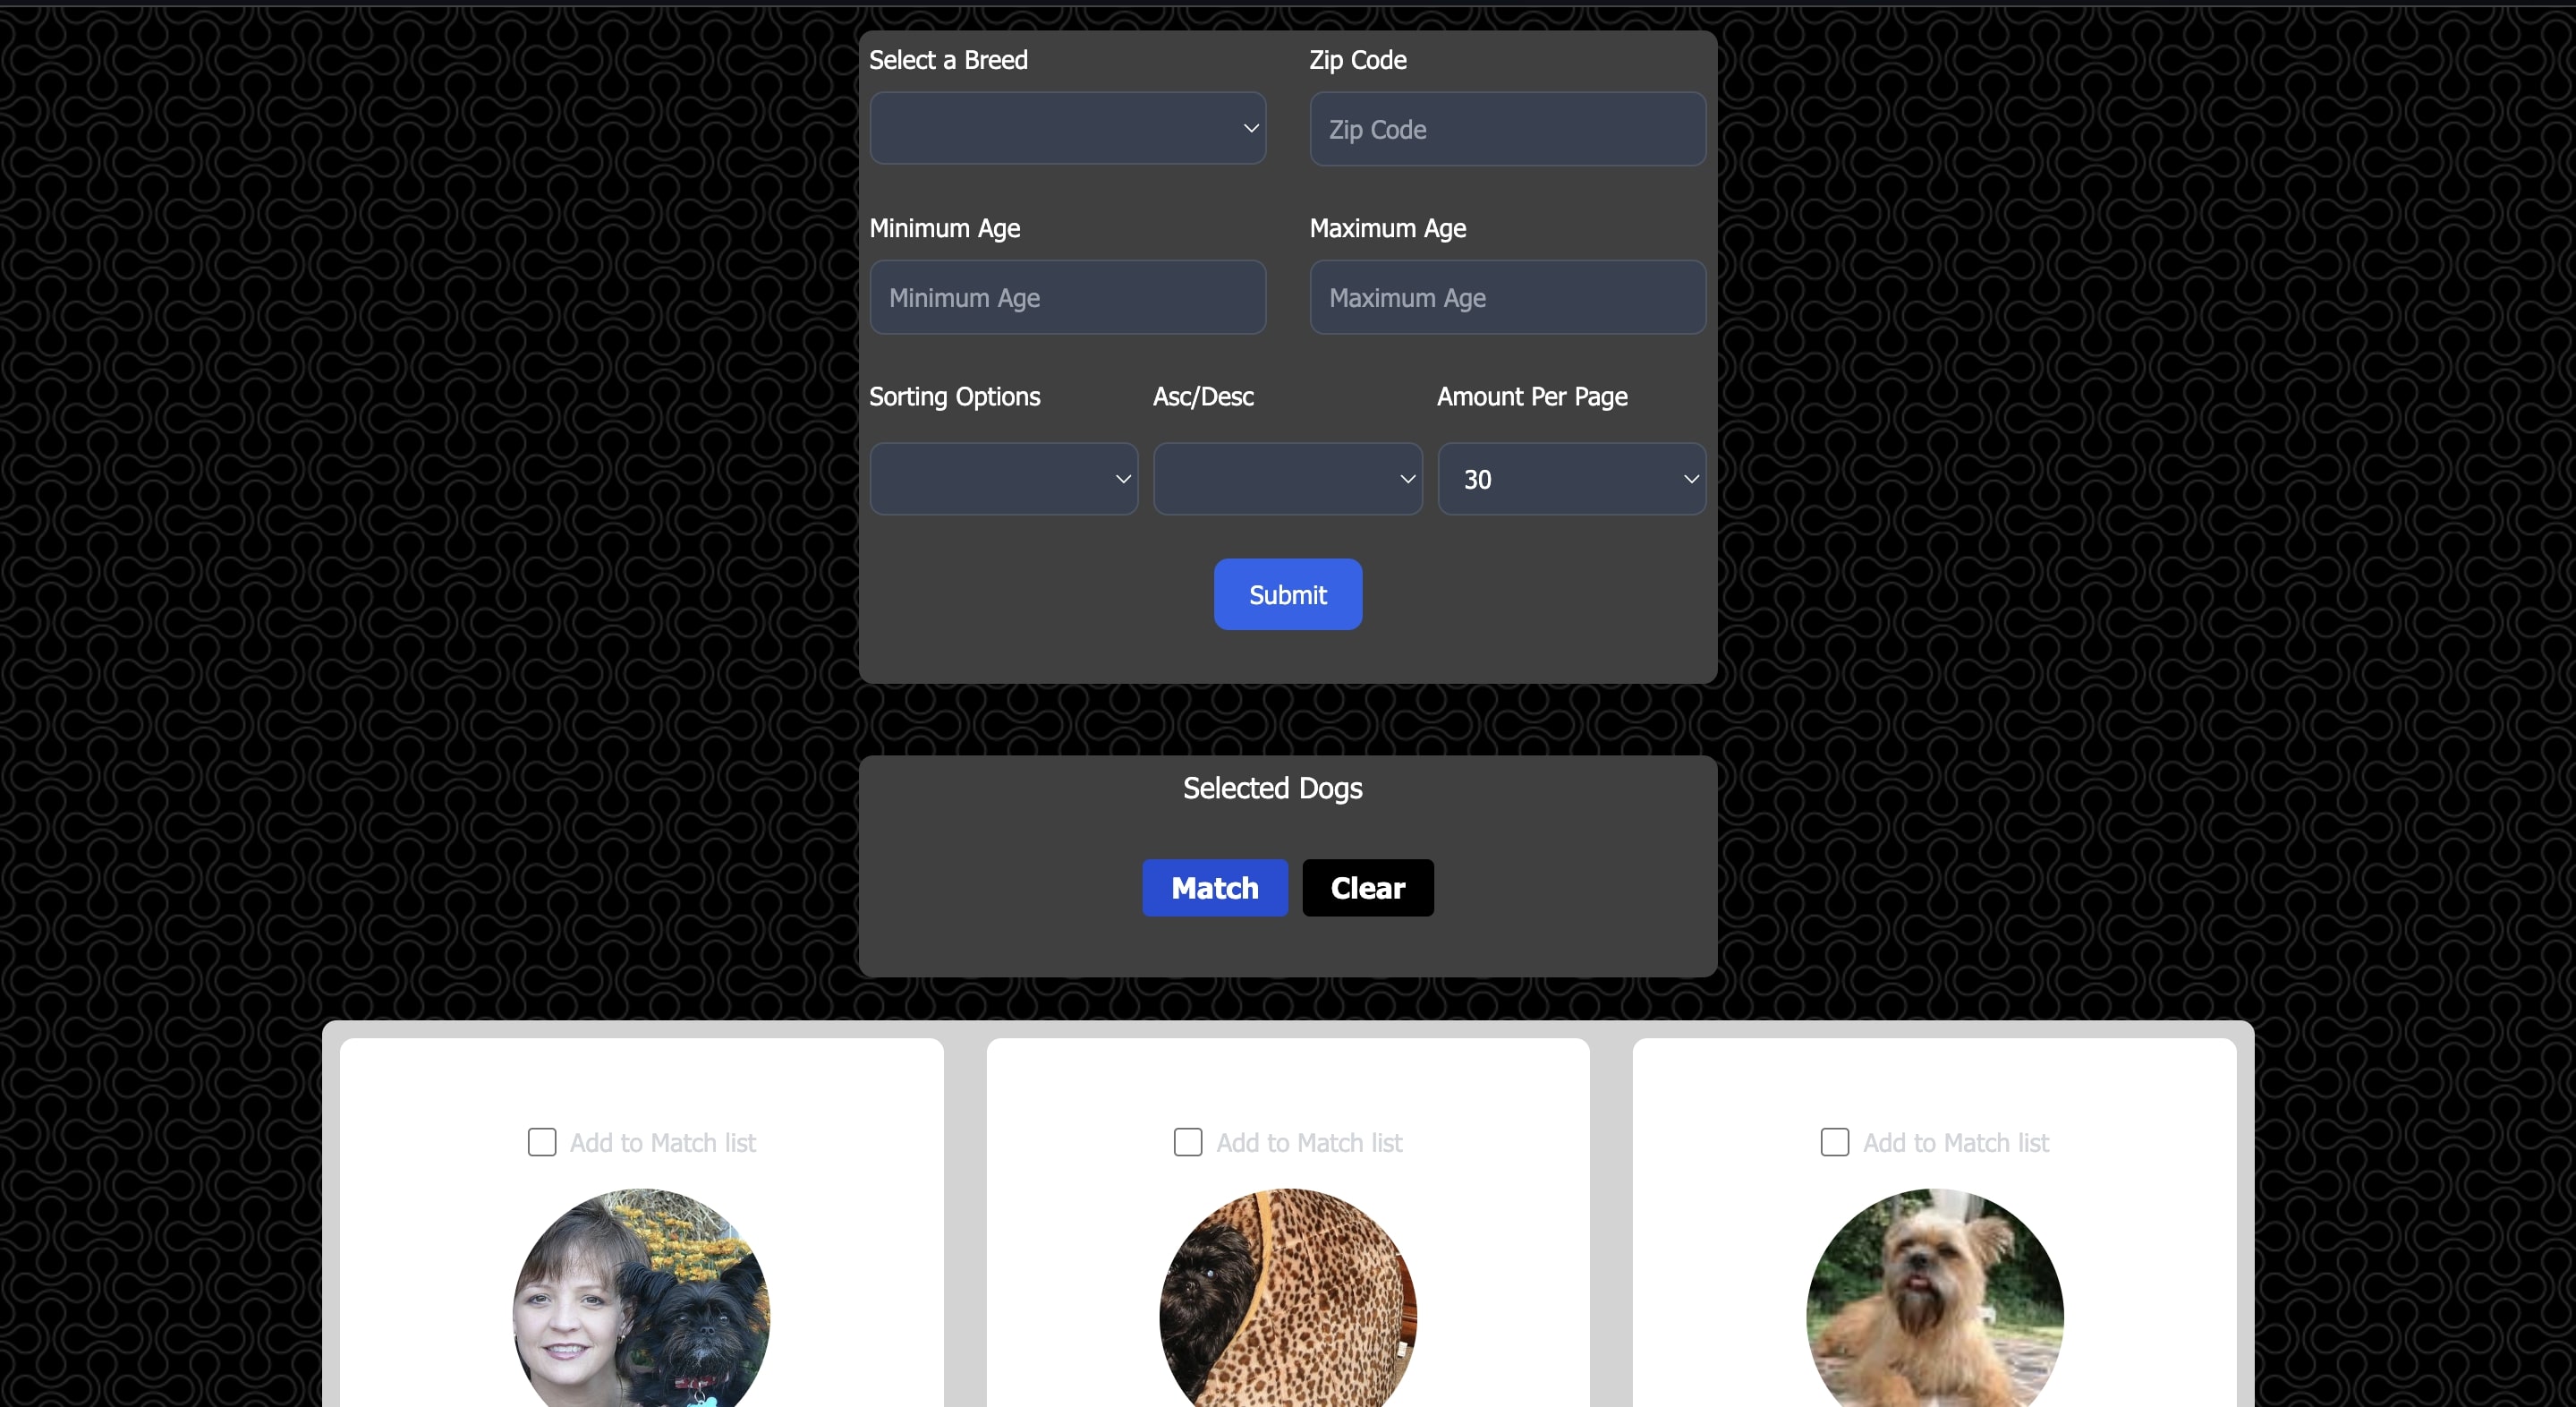 Select a Breed
Zip Code
Zip Code
Minimum Age
Maximum Age
Minimum Age
Maximum Age
Sorting Options
Asc/Desc
Amount Per Page
30
Submit
Selected Dogs
Match
Clear
Add to Match list
Add to Match list
Add to Match list